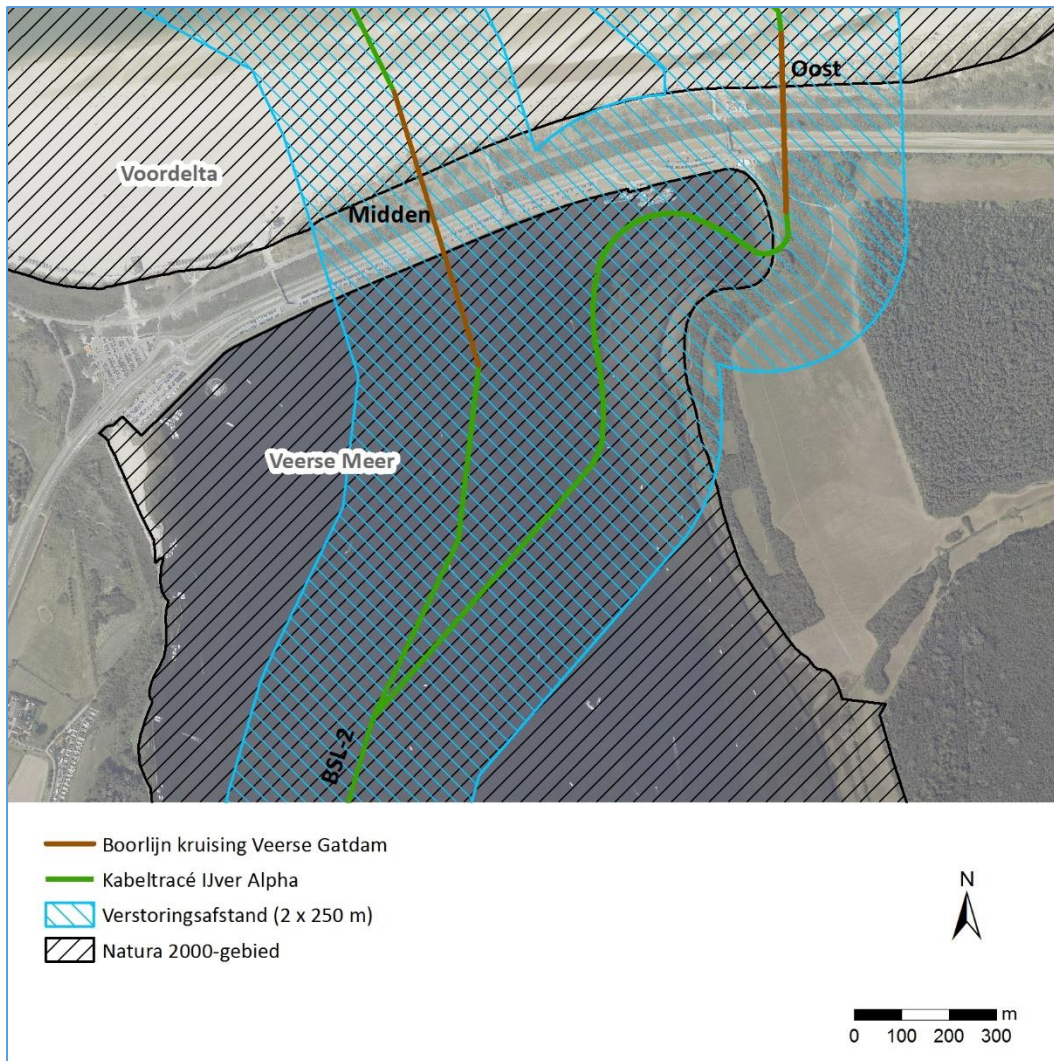 Oost
Voordelta
Midden
Veerse Meer
BSL-2
Boorlijn kruising Veerse Gatdam
Kabeltracé IJver Alpha
Verstoringsafstand (2 x 250 m)
Natura 2000-gebied
N
m
0 100 200 300